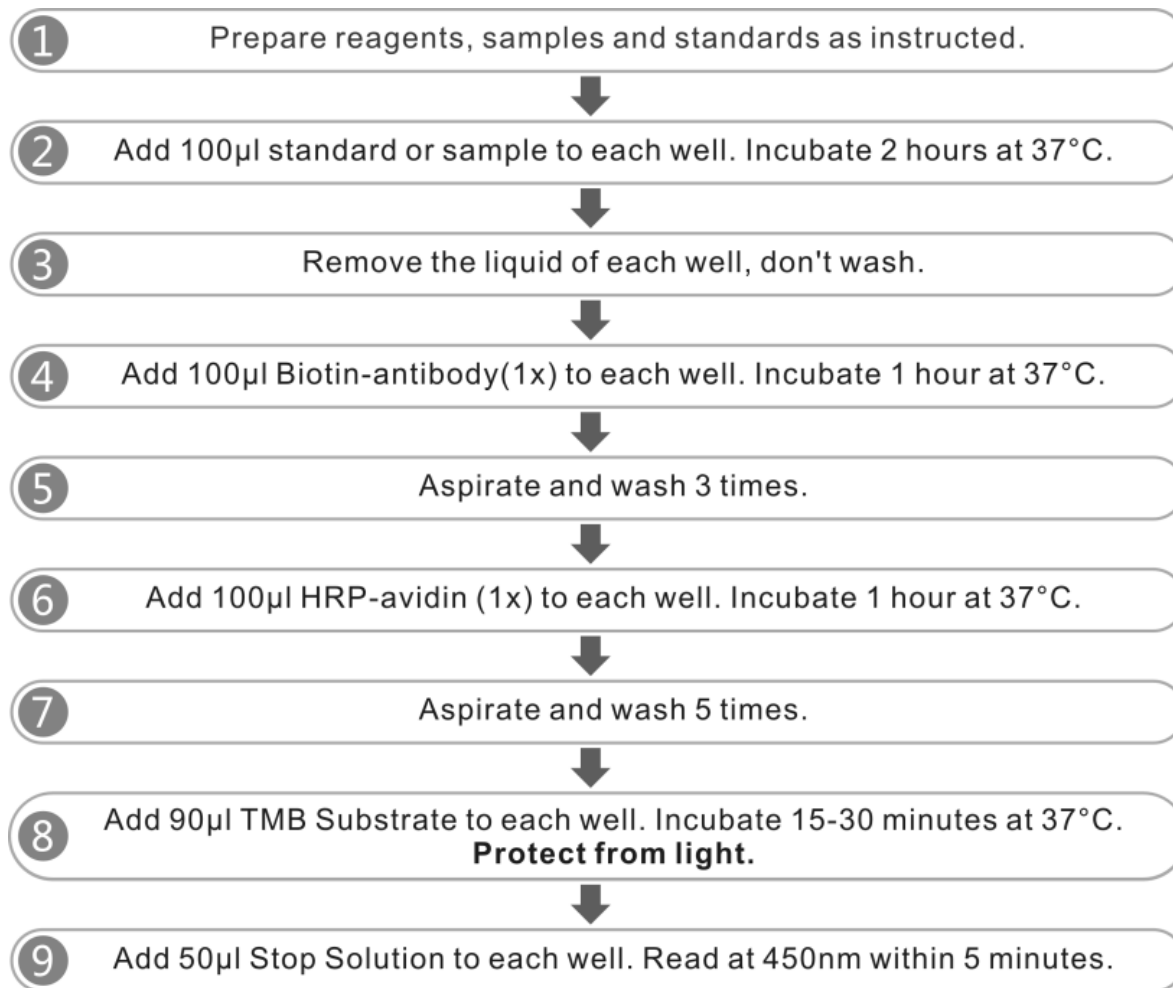 1 Prepare reagents, samples and standards as instructed.
2 Add 100µl standard or sample to each well. Incubate 2 hours at 37°C.
3 Remove the liquid of each well, don't wash.
4 Add 100µl Biotin-antibody(1x) to each well. Incubate 1 hour at 37°C.
5 Aspirate and wash 3 times.
6 Add 100µl HRP-avidin (1x) to each well. Incubate 1 hour at 37°C.
7 Aspirate and wash 5 times.
8 Add 90µl TMB Substrate to each well. Incubate 15-30 minutes at 37°C.
Protect from light.
9 Add 50µl Stop Solution to each well. Read at 450nm within 5 minutes.